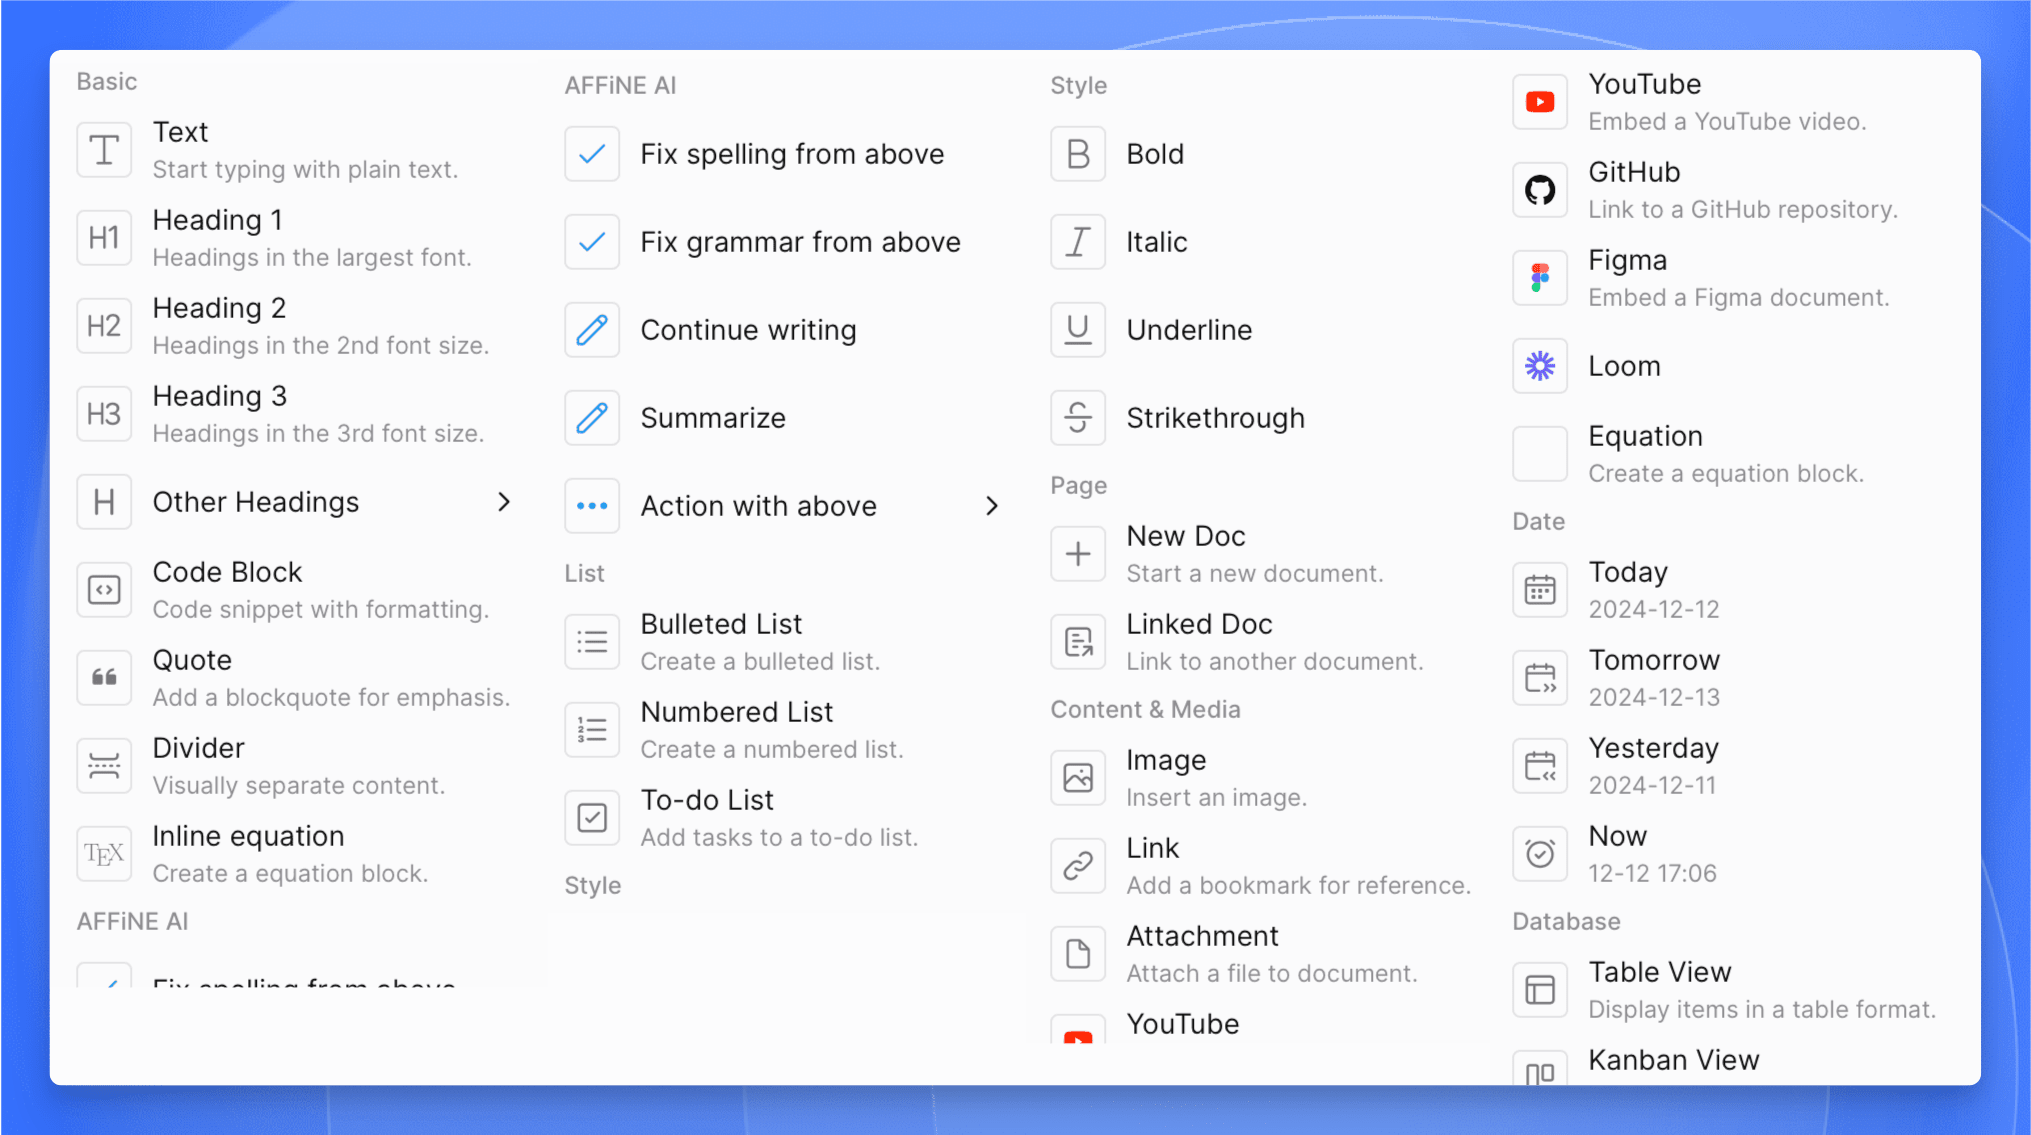 Basic
Text
Start typing with plain text.
H1
Heading 1
Headings in the largest font.
H2
Heading 2
Headings in the 2nd font size.
H3
Heading 3
Headings in the 3rd font size.
H
Other Headings
Code Block
Code snippet with formatting.
Quote
Add a blockquote for emphasis.
Divider
Visually separate content.
TEX
Inline equation
Create a equation block.
AFFiNE AI
Fix spelling from above
AFFiNE AI
Fix spelling from above
Fix grammar from above
Continue writing
Summarize
Action with above
List
Bulleted List
Create a bulleted list.
Numbered List
Create a numbered list.
To-do List
Add tasks to a to-do list.
Style
Style
B
Bold
I
Italic
U
Underline
S
Strikethrough
Page
New Doc
Start a new document.
Linked Doc
Link to another document.
Content & Media
Image
Insert an image.
Link
Add a bookmark for reference.
Attachment
Attach a file to document.
YouTube
YouTube
Embed a YouTube video.
GitHub
Link to a GitHub repository.
Figma
Embed a Figma document.
Loom
Equation
Create a equation block.
Date
Today
2024-12-12
Tomorrow
2024-12-13
Yesterday
2024-12-11
Now
12-12 17:06
Database
Table View
Display items in a table format.
Kanban View